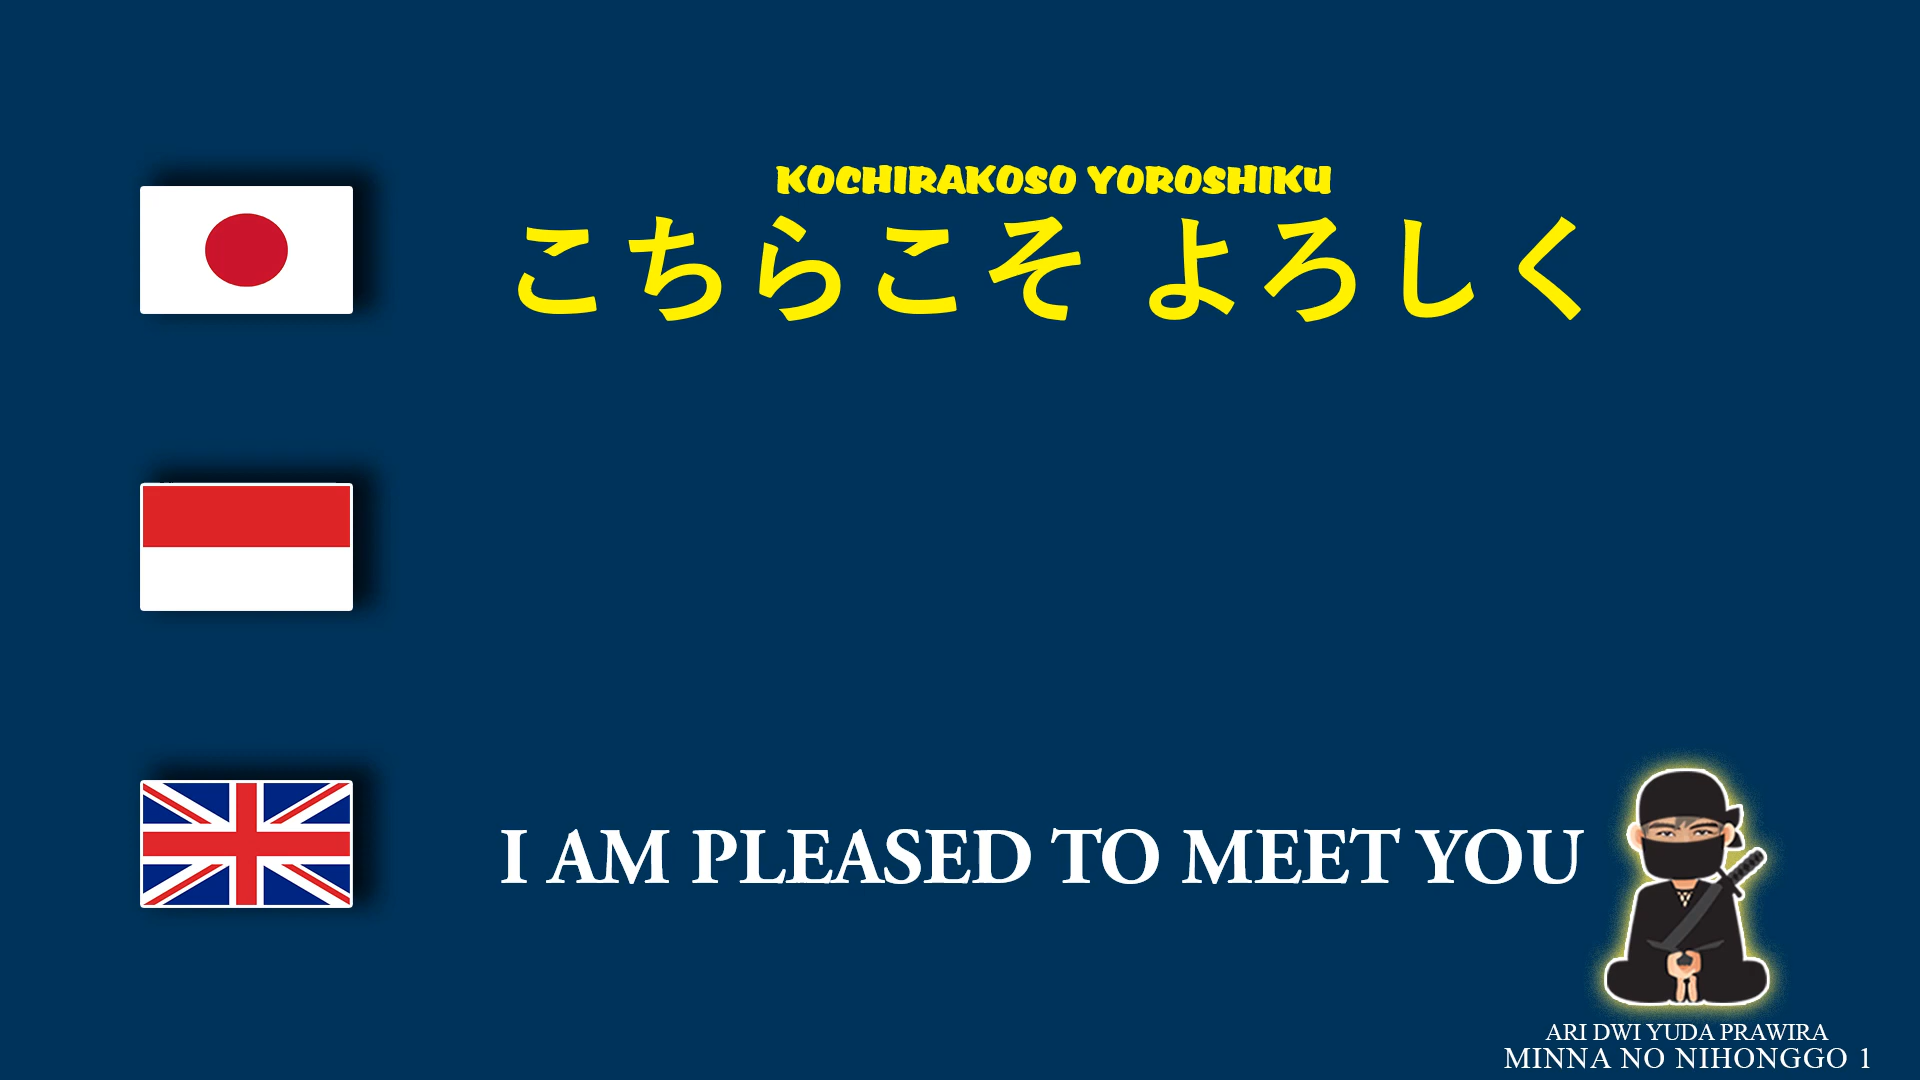 KOCHIRAKOSO YOROSHIKU
こちらこそ よろしく
I AM PLEASED TO MEET YOU
ARI DWI YUDA PRAWIRA
MINNA NO NIHONGGO 1